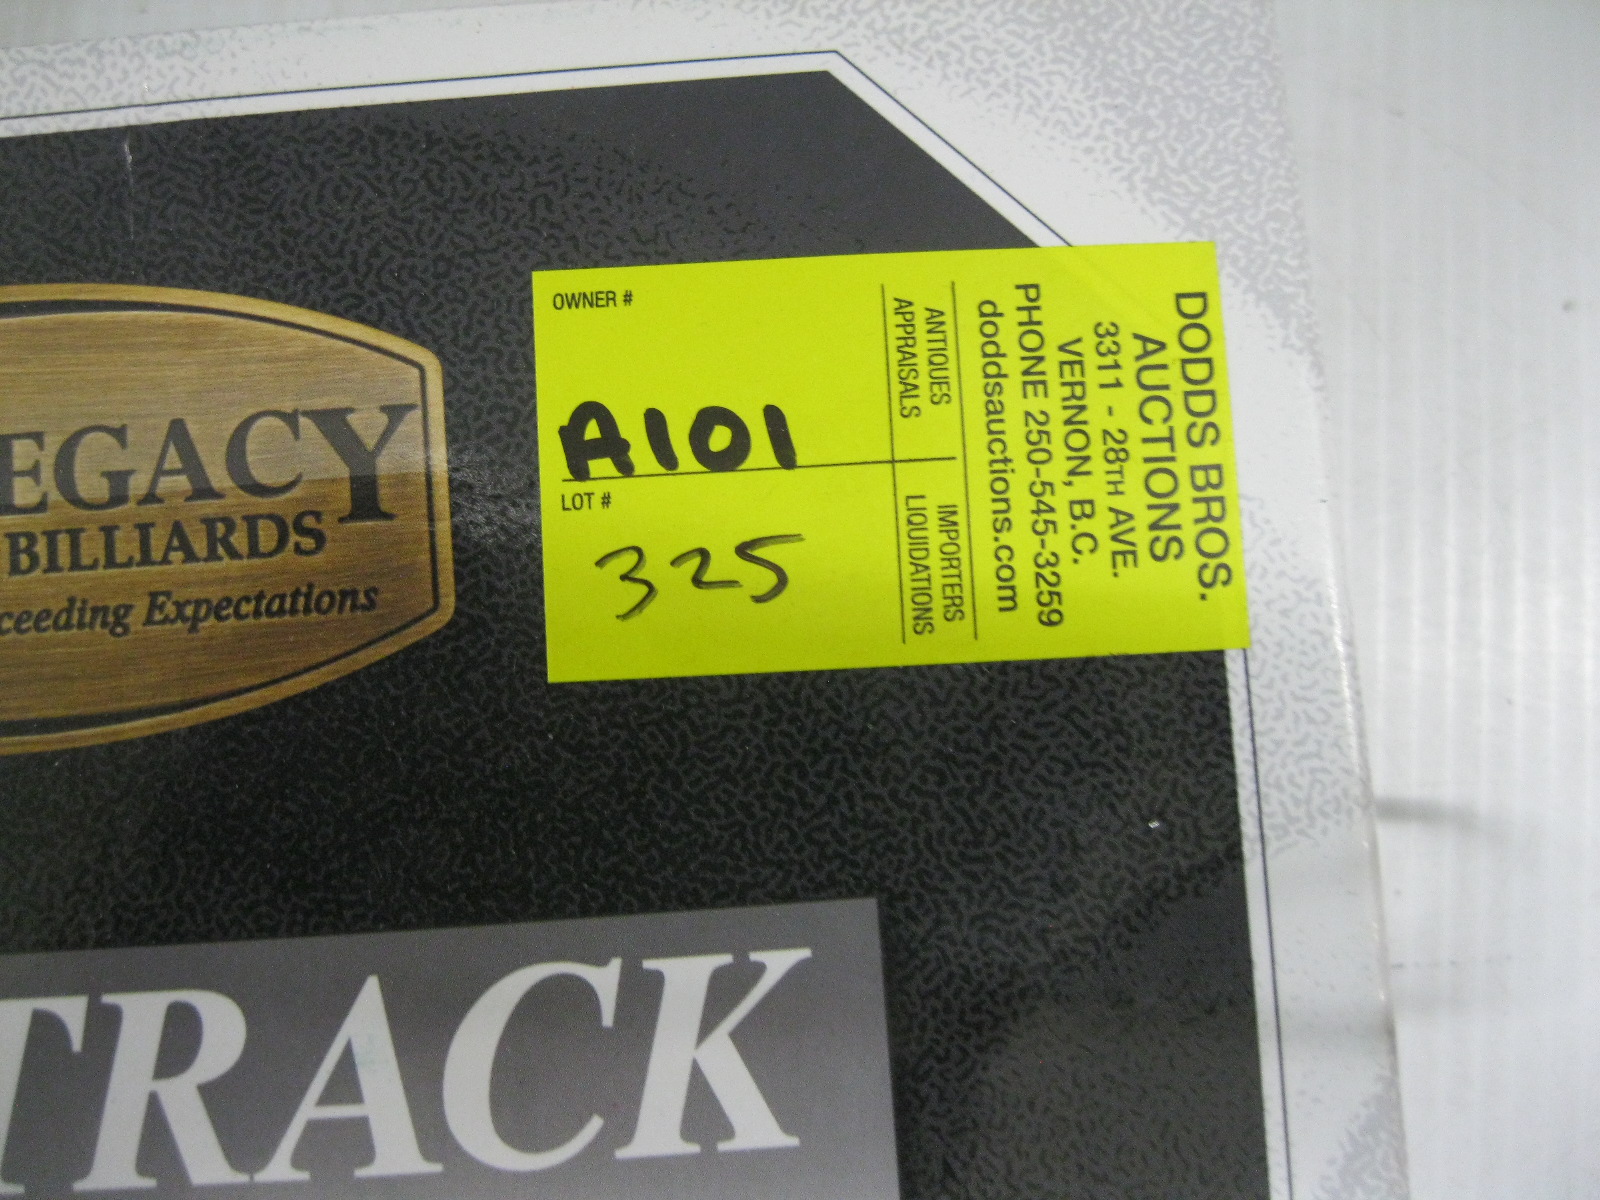 EGACY
BILLIARDS
ceeding Expectations
OWNER #
A101
LOT #
325
ANTIQUES
APPRAISALS
IMPORTERS
LIQUIDATIONS
DODDS BROS.
AUCTIONS
3311 - 28TH AVE.
VERNON, B.C.
PHONE 250-545-3259
doddsauctions.com
TRACK